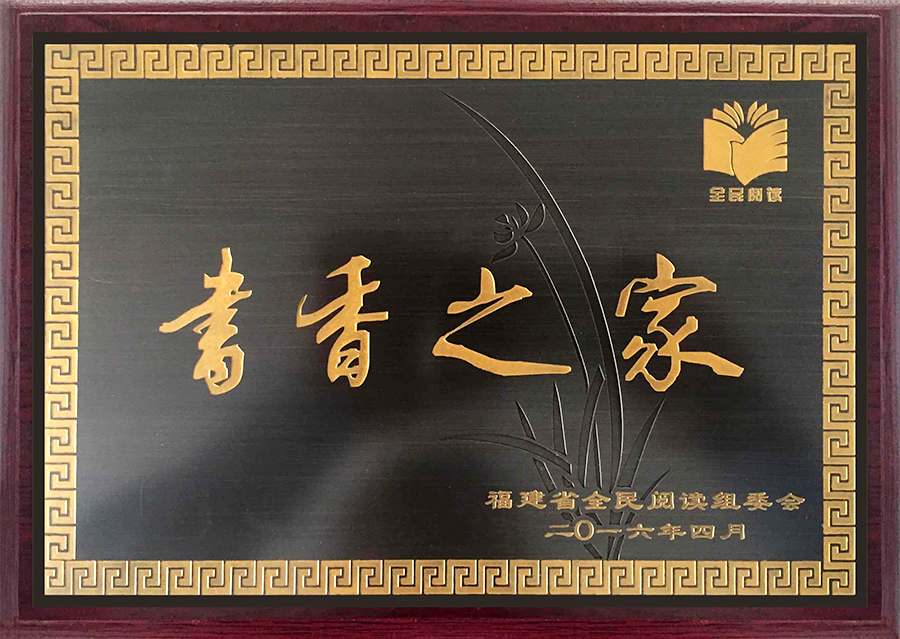 全民阅读
書香之家
福建省全民阅读组委会
二〇一六年四月